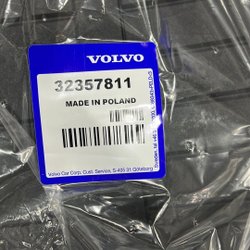 VOLVO
32357811
MADE IN POLAND
Volvo Car Corp. Cust. Service, S-405 31 Göteborg